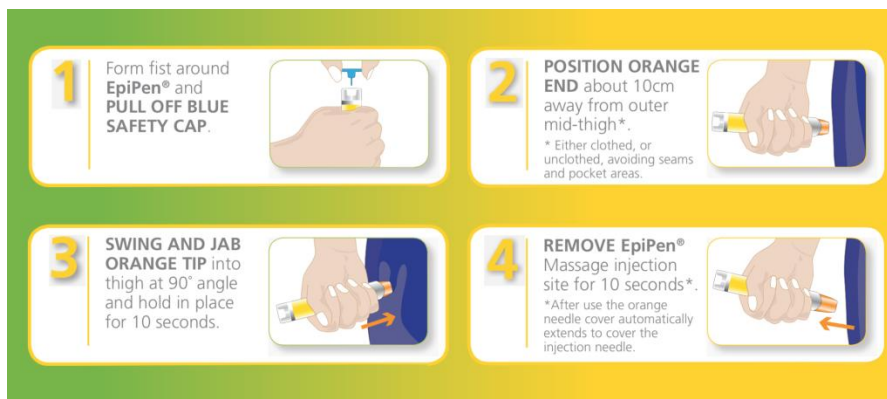 1
Form fist around
EpiPen® and
PULL OFF BLUE
SAFETY CAP.
2
POSITION ORANGE
END about 10cm
away from outer
mid-thigh*.
* Either clothed, or
unclothed, avoiding seams
and pocket areas.
3
SWING AND JAB
ORANGE TIP into
thigh at 90° angle
and hold in place
for 10 seconds.
4
REMOVE EpiPen®
Massage injection
site for 10 seconds*.
*After use the orange
needle cover automatically
extends to cover the
injection needle.